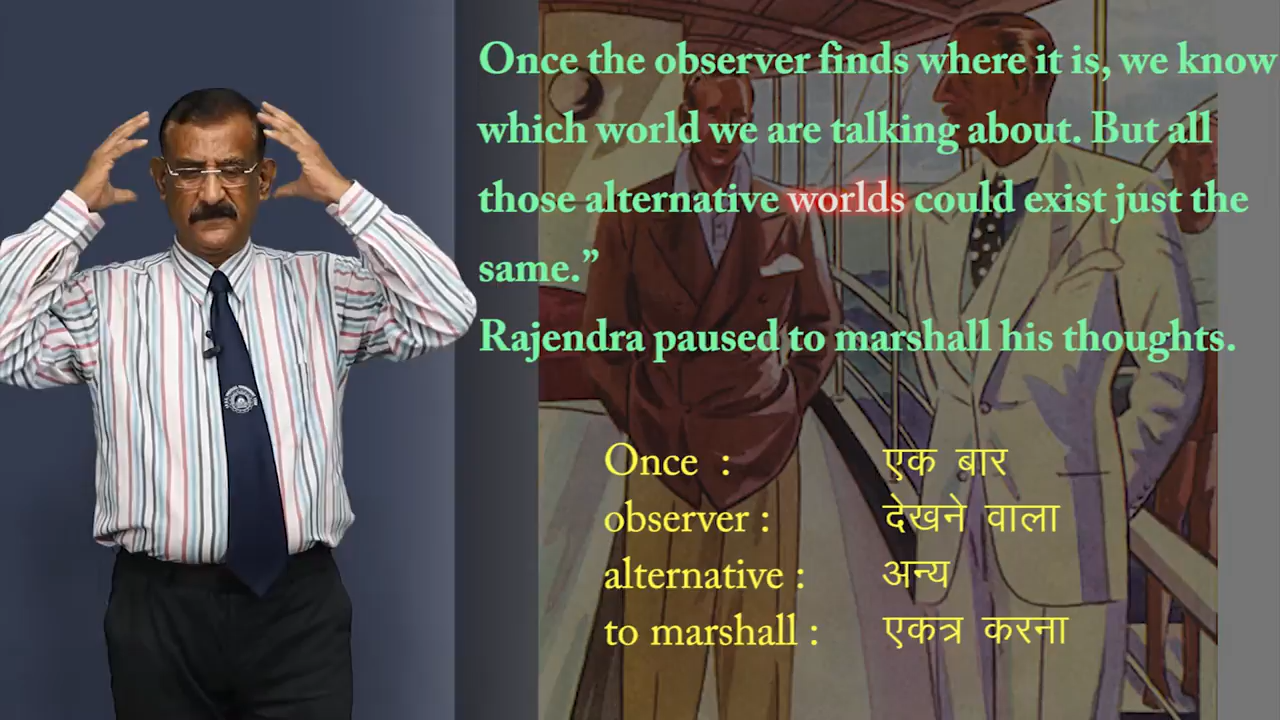 Once the observer finds where it is, we know
which world we are talking about. But all
those alternative worlds could exist just the
same.”
Rajendra paused to marshall his thoughts.
Once : एक बार
observer : देखने वाला
alternative : अन्य
to marshall : एकत्र करना